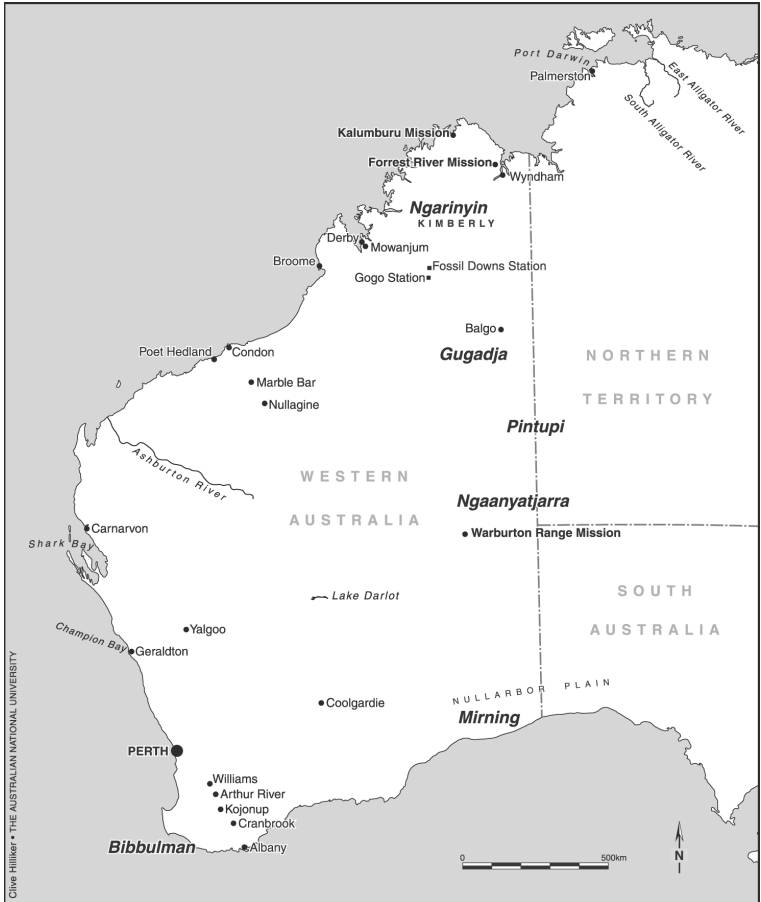 Port Darwin
Palmerston
East Alligator River
South Alligator River
Kalumburu Mission
Forrest River Mission
Wyndham
Ngarinyin
KIMBERLY
Derby
Mowanjum
Broome
Fossil Downs Station
Gogo Station
Balgo
Gugadja
NORTHERN
TERRITORY
Poet Hedland
Condon
Marble Bar
Nullagine
Pintupi
Ashburton River
WESTERN
AUSTRALIA
Ngaanyatjarra
Warburton Range Mission
Carnarvon
Shark Bay
Lake Darlot
SOUTH
AUSTRALIA
Yalgoo
Champion Bay
Geraldton
NULLARBOR PLAIN
Coolgardie
Mirning
PERTH
Williams
Arthur River
Kojonup
Cranbrook
Bibbulman
Albany
0 500km
N
Clive Hilliker • THE AUSTRALIAN NATIONAL UNIVERSITY